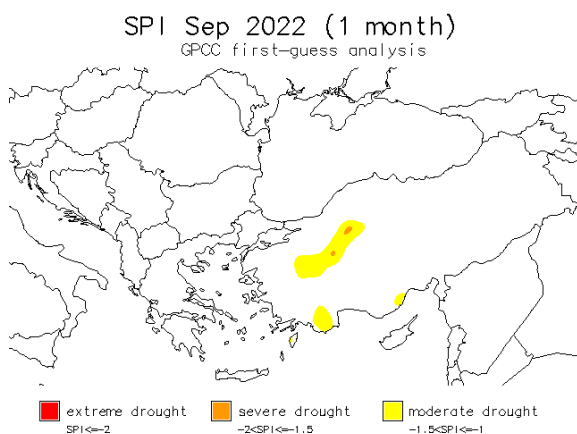 SPI Sep 2022 (1 month)
GPCC first-guess analysis
extreme drought severe drought moderate drought
SPI<=-2 -2<SPI<=-1.5 -1.5<SPI<=-1